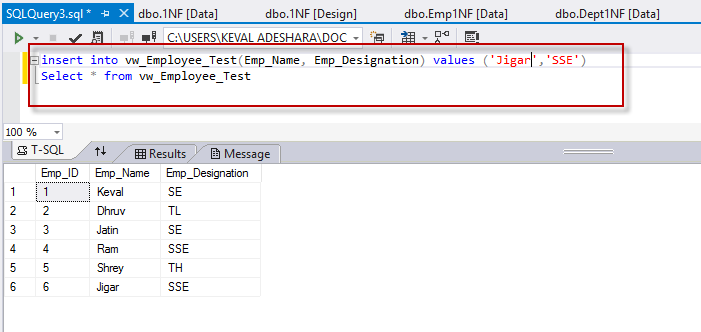 SQLQuery3.sql*
dbo.1NF [Data]
dbo.1NF [Design]
dbo.Emp1NF [Data]
dbo.Dept1NF [Data]
C:\USERS\KEVAL ADESHARA\DOC
insert into vw_Employee_Test(Emp_Name, Emp_Designation) values ('Jigar','SSE')
Select * from vw_Employee_Test
100 %
T-SQL
Results
Message
Emp_ID Emp_Name Emp_Designation
1 1 Keval SE
2 2 Dhruv TL
3 3 Jatin SE
4 4 Ram SSE
5 5 Shrey TH
6 6 Jigar SSE